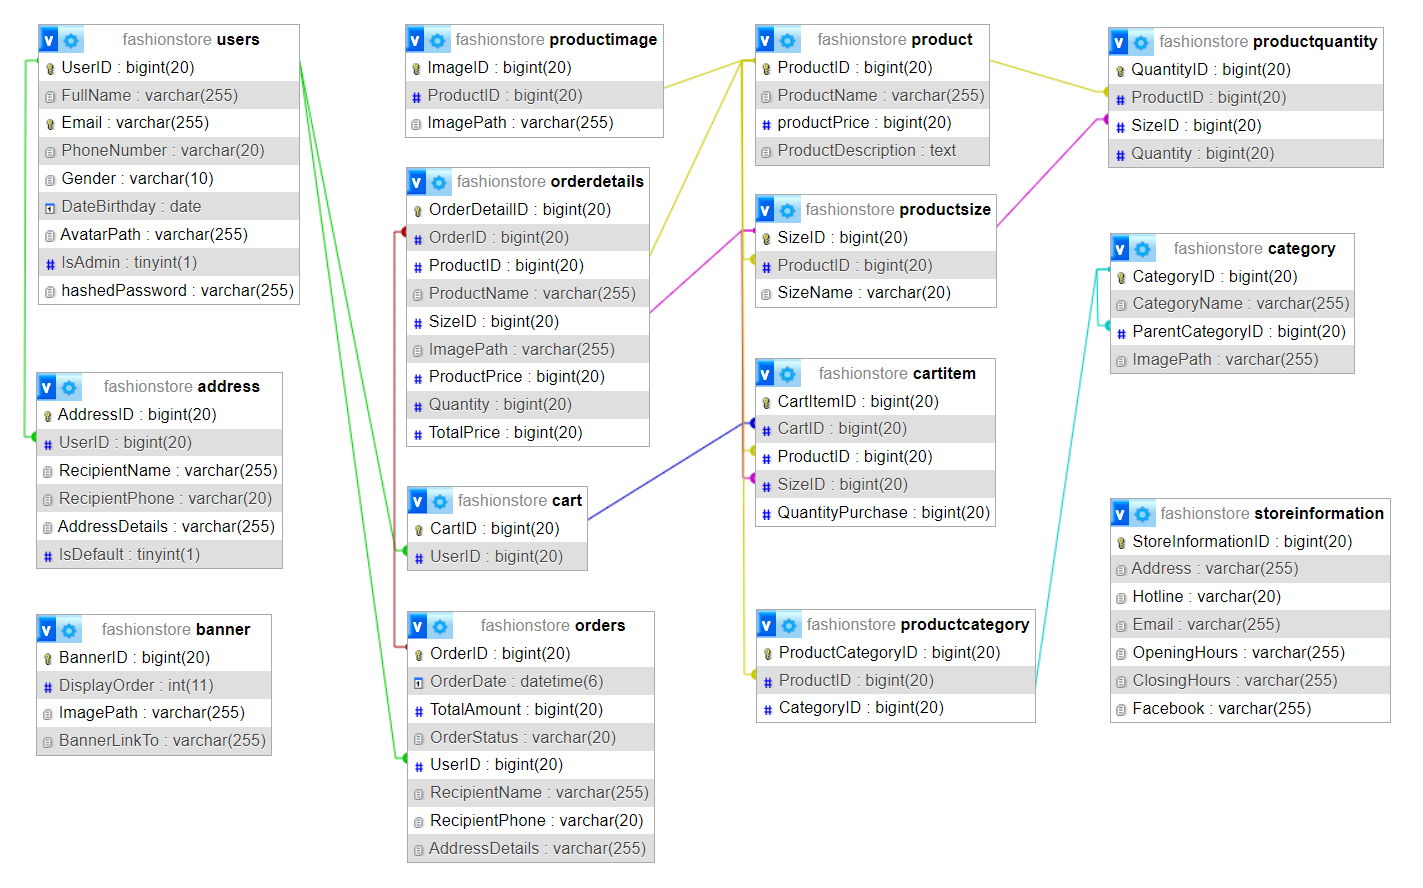 fashionstore users
UserID : bigint(20)
FullName : varchar(255)
Email : varchar(255)
PhoneNumber : varchar(20)
Gender : varchar(10)
DateBirthday : date
AvatarPath : varchar(255)
IsAdmin : tinyint(1)
hashedPassword : varchar(255)
fashionstore address
AddressID : bigint(20)
UserID : bigint(20)
RecipientName : varchar(255)
RecipientPhone : varchar(20)
AddressDetails : varchar(255)
IsDefault : tinyint(1)
fashionstore banner
BannerID : bigint(20)
DisplayOrder : int(11)
ImagePath : varchar(255)
BannerLinkTo : varchar(255)
fashionstore productimage
ImageID : bigint(20)
ProductID : bigint(20)
ImagePath : varchar(255)
fashionstore orderdetails
OrderDetailID : bigint(20)
OrderID : bigint(20)
ProductID : bigint(20)
ProductName : varchar(255)
SizeID : bigint(20)
ImagePath : varchar(255)
ProductPrice : bigint(20)
Quantity : bigint(20)
TotalPrice : bigint(20)
fashionstore cart
CartID : bigint(20)
UserID : bigint(20)
fashionstore orders
OrderID : bigint(20)
OrderDate : datetime(6)
TotalAmount : bigint(20)
OrderStatus : varchar(20)
UserID : bigint(20)
RecipientName : varchar(255)
RecipientPhone : varchar(20)
AddressDetails : varchar(255)
fashionstore product
ProductID : bigint(20)
ProductName : varchar(255)
productPrice : bigint(20)
ProductDescription : text
fashionstore productsize
SizeID : bigint(20)
ProductID : bigint(20)
SizeName : varchar(20)
fashionstore cartitem
CartItemID : bigint(20)
CartID : bigint(20)
ProductID : bigint(20)
SizeID : bigint(20)
QuantityPurchase : bigint(20)
fashionstore productcategory
ProductCategoryID : bigint(20)
ProductID : bigint(20)
CategoryID : bigint(20)
fashionstore productquantity
QuantityID : bigint(20)
ProductID : bigint(20)
SizeID : bigint(20)
Quantity : bigint(20)
fashionstore category
CategoryID : bigint(20)
CategoryName : varchar(255)
ParentCategoryID : bigint(20)
ImagePath : varchar(255)
fashionstore storeinformation
StoreInformationID : bigint(20)
Address : varchar(255)
Hotline : varchar(20)
Email : varchar(255)
OpeningHours : varchar(255)
ClosingHours : varchar(255)
Facebook : varchar(255)